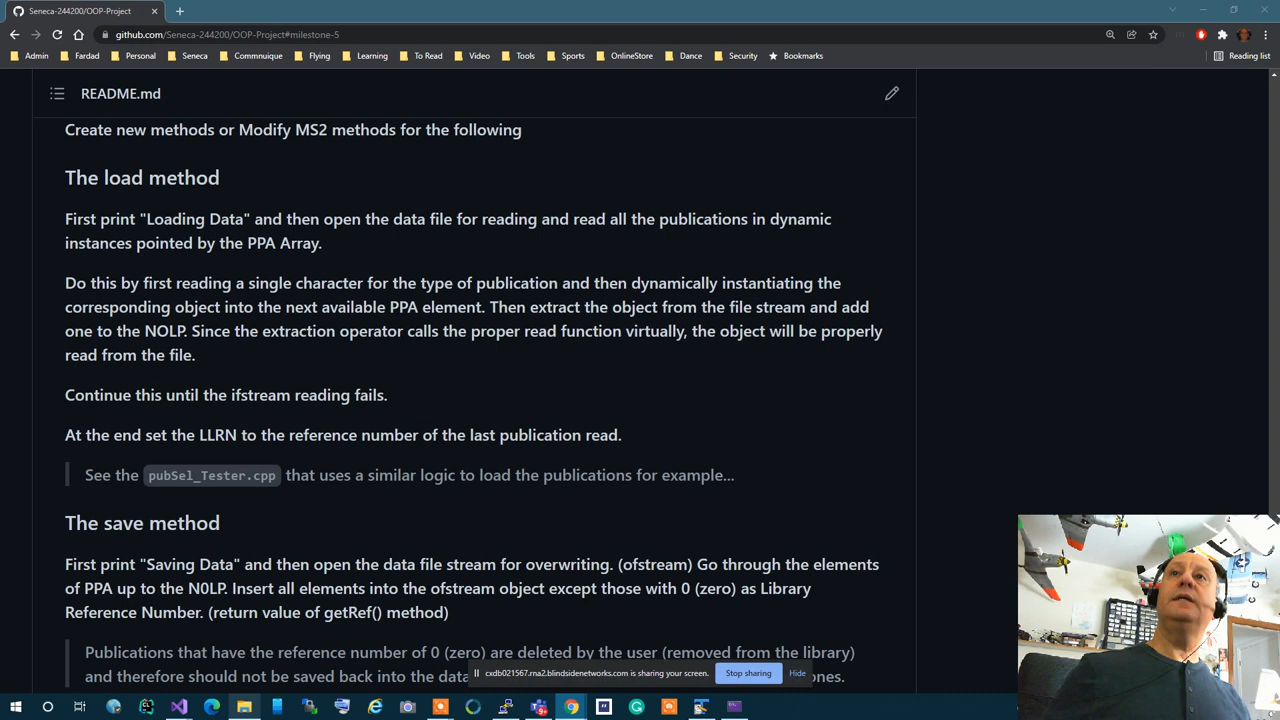 Seneca-244200/OOP-Project
github.com/Seneca-244200/OOP-Project#milestone-5
Admin Fardad Personal Seneca Commnuique Flying Learning To Read Video Tools Sports OnlineStore Dance Security Bookmarks Reading list
README.md
Create new methods or Modify MS2 methods for the following
The load method
First print "Loading Data" and then open the data file for reading and read all the publications in dynamic
instances pointed by the PPA Array.
Do this by first reading a single character for the type of publication and then dynamically instantiating the
corresponding object into the next available PPA element. Then extract the object from the file stream and add
one to the NOLP. Since the extraction operator calls the proper read function virtually, the object will be properly
read from the file.
Continue this until the ifstream reading fails.
At the end set the LLRN to the reference number of the last publication read.
See the pubSel_Tester.cpp that uses a similar logic to load the publications for example...
The save method
First print "Saving Data" and then open the data file stream for overwriting. (ofstream) Go through the elements
of PPA up to the N0LP. Insert all elements into the ofstream object except those with 0 (zero) as Library
Reference Number. (return value of getRef() method)
Publications that have the reference number of 0 (zero) are deleted by the user (removed from the library)
and therefore should not be saved back into the data ones.
cxdb021567.rna2.blindsidenetworks.com is sharing your screen. Stop sharing Hide